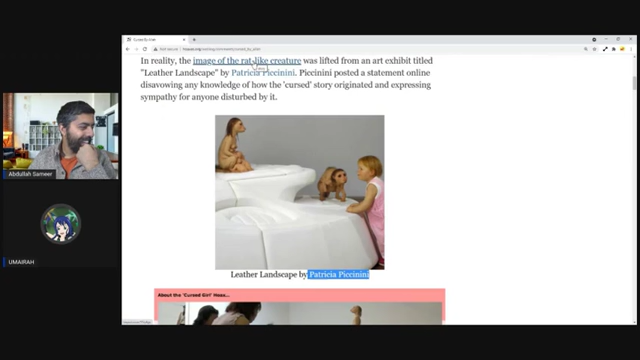 In reality, the image of the rat-like creature was lifted from an art exhibit titled
"Leather Landscape" by Patricia Piccinini. Piccinini posted a statement online
disavowing any knowledge of how the 'cursed' story originated and expressing
sympathy for anyone disturbed by it.
Abdullah Sameer
UMAIRAH
Leather Landscape by Patricia Piccinini
About the 'Cursed Girl' Hoax...